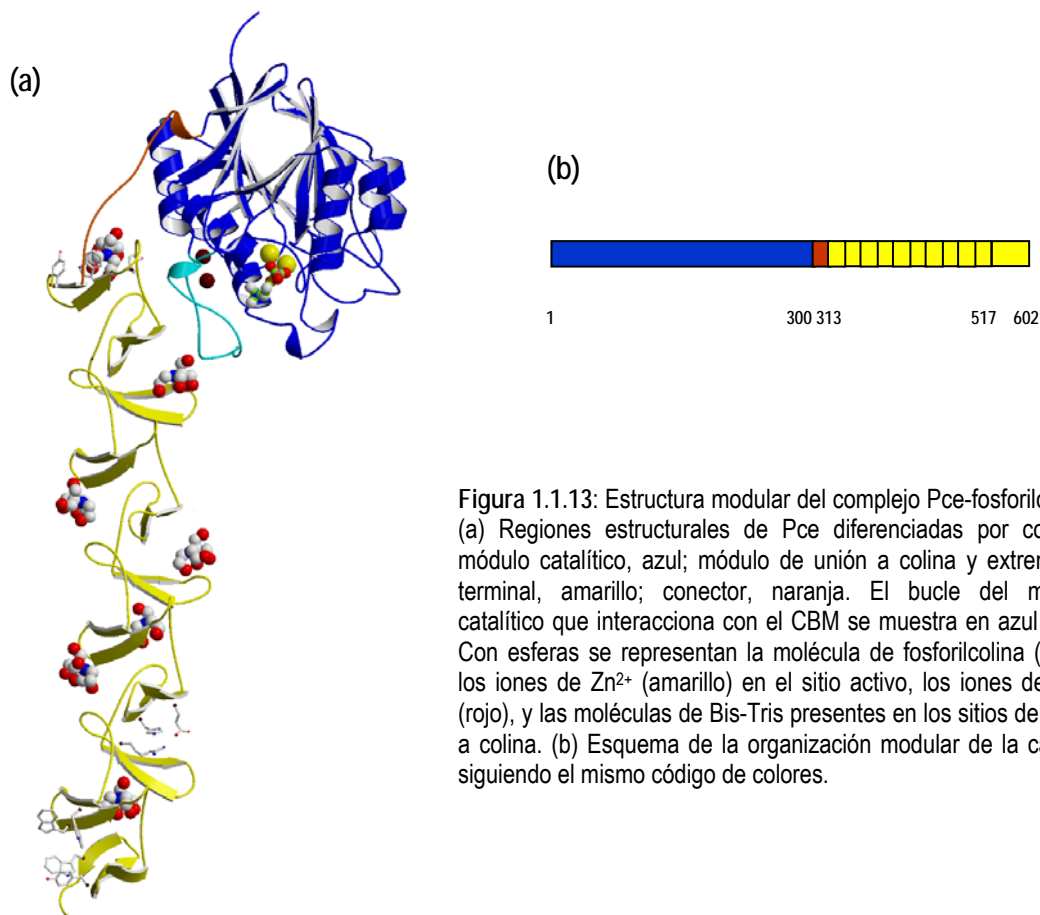 (a)
(b)
1 300 313 517 602
Figura 1.1.13: Estructura modular del complejo Pce-fosforilc
(a) Regiones estructurales de Pce diferenciadas por co
módulo catalítico, azul; módulo de unión a colina y extre
terminal, amarillo; conector, naranja. El bucle del m
catalítico que interacciona con el CBM se muestra en azul
Con esferas se representan la molécula de fosforilcolina (
los iones de Zn²⁺ (amarillo) en el sitio activo, los iones de
(rojo), y las moléculas de Bis-Tris presentes en los sitios de
a colina. (b) Esquema de la organización modular de la ca
siguiendo el mismo código de colores.